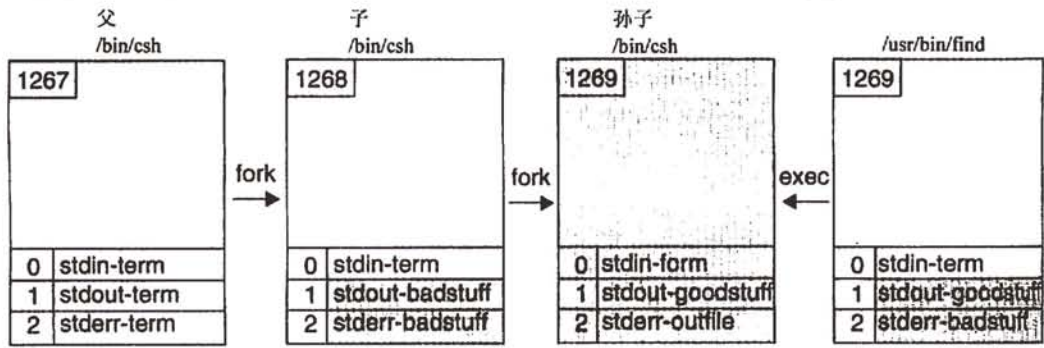 父
/bin/csh
1267
0 stdin-term
1 stdout-term
2 stderr-term
fork
子
/bin/csh
1268
0 stdin-term
1 stdout-badstuff
2 stderr-badstuff
fork
孙子
/bin/csh
1269
0 stdin-form
1 stdout-goodstuff
2 stderr-outfile
exec
/usr/bin/find
1269
0 stdin-term
1 stdout-goodstuff
2 stderr-badstuff